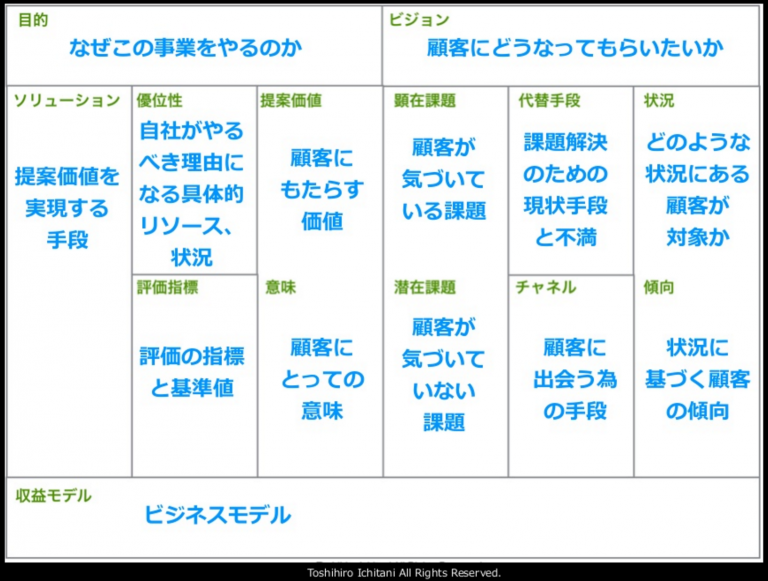 目的
なぜこの事業をやるのか
ビジョン
顧客にどうなってもらいたいか
ソリューション
提案価値を
実現する
手段
優位性
自社がやる
べき理由に
なる具体的
リソース、
状況
評価指標
評価の指標
と基準値
提案価値
顧客に
もたらす
価値
意味
顧客に
とっての
意味
顕在課題
顧客が
気づいて
いる課題
潜在課題
顧客が
気づいて
いない
課題
代替手段
課題解決
のための
現状手段
と不満
チャネル
顧客に
出会う為
の手段
状況
どのような
状況にある
顧客が
対象か
傾向
状況に
基づく顧客
の傾向
収益モデル
ビジネスモデル
Toshihiro Ichitani All Rights Reserved.